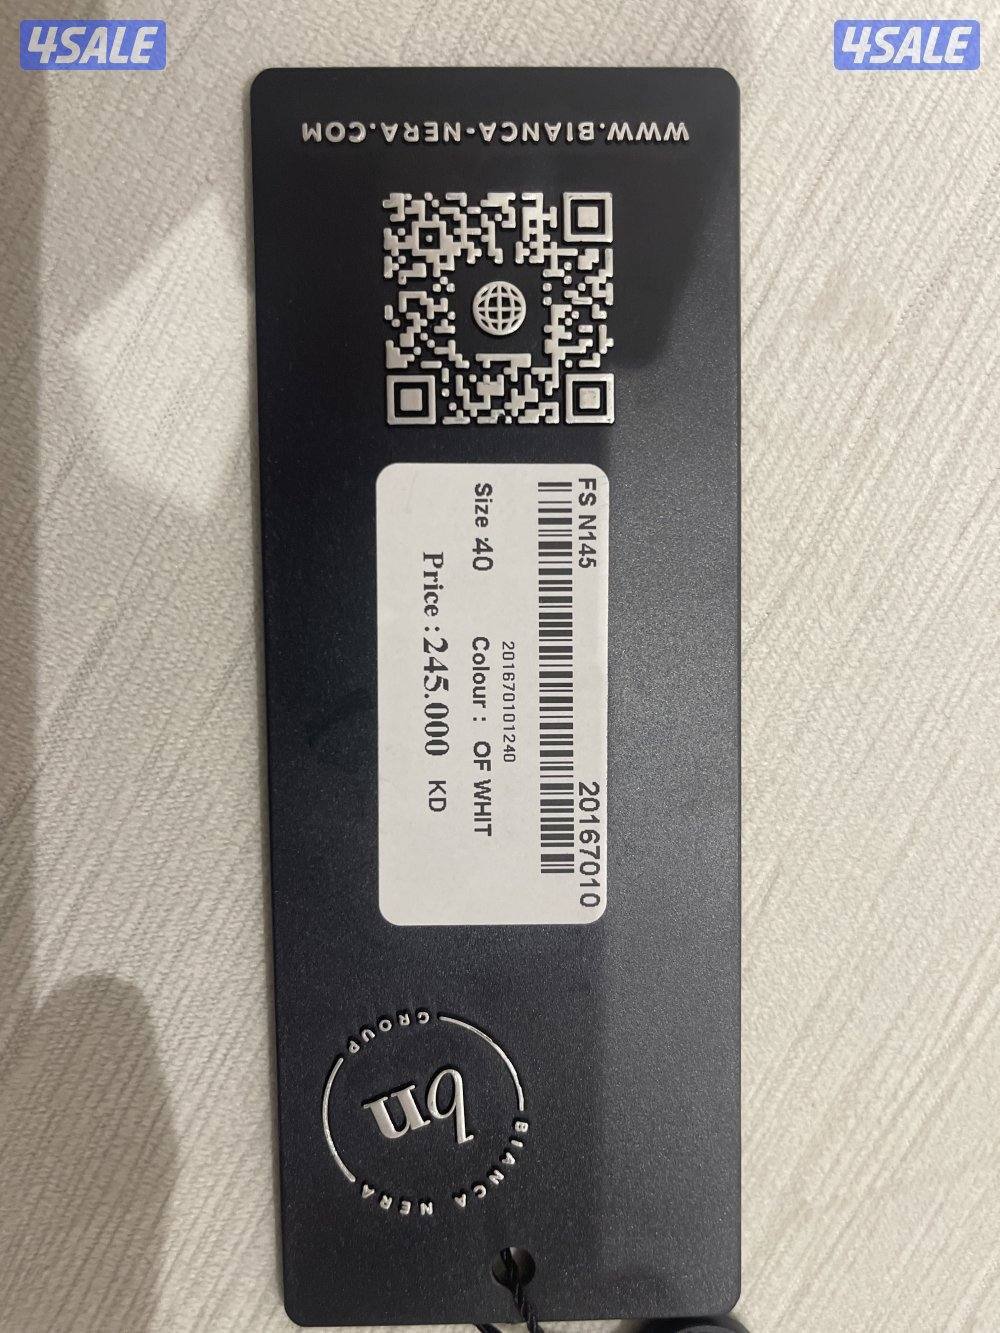 4SALE
4SALE
WWW.BIANCA-NERA.COM
FS N145 20167010
201670101240
Size :40 Colour : OF WHIT
Price :245.000 KD
bn
BIANCA NERA
GROUP